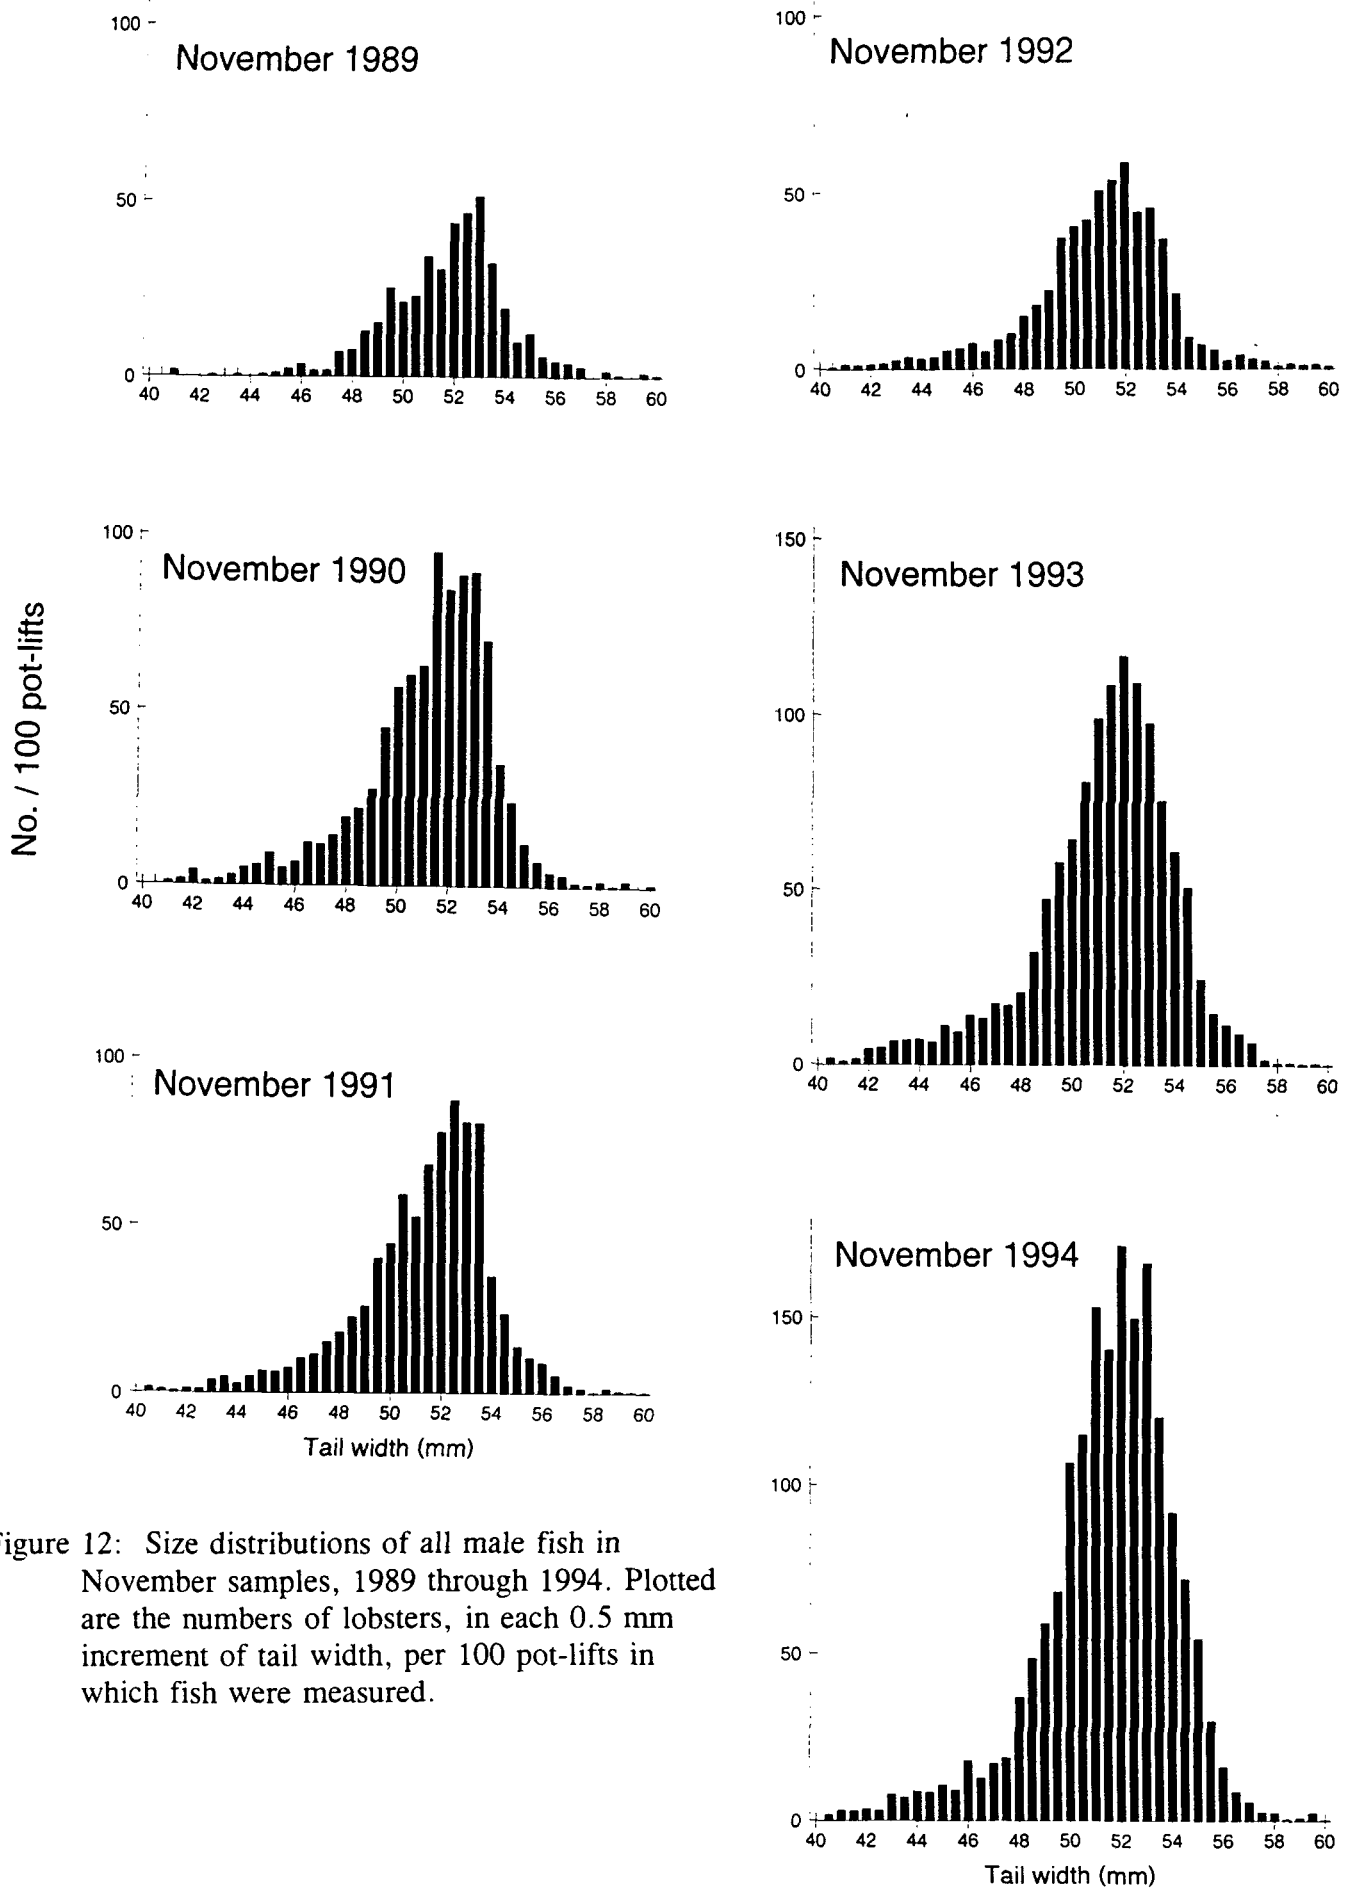 No. / 100 pot-lifts
November 1989
100
50
0
40 42 44 46 48 50 52 54 56 58 60
November 1990
100
50
0
40 42 44 46 48 50 52 54 56 58 60
November 1991
100
50
0
40 42 44 46 48 50 52 54 56 58 60
Tail width (mm)
November 1992
100
50
0
40 42 44 46 48 50 52 54 56 58 60
November 1993
150
100
50
0
40 42 44 46 48 50 52 54 56 58 60
November 1994
150
100
50
0
40 42 44 46 48 50 52 54 56 58 60
Tail width (mm)
igure 12: Size distributions of all male fish in
November samples, 1989 through 1994. Plotted
are the numbers of lobsters, in each 0.5 mm
increment of tail width, per 100 pot-lifts in
which fish were measured.